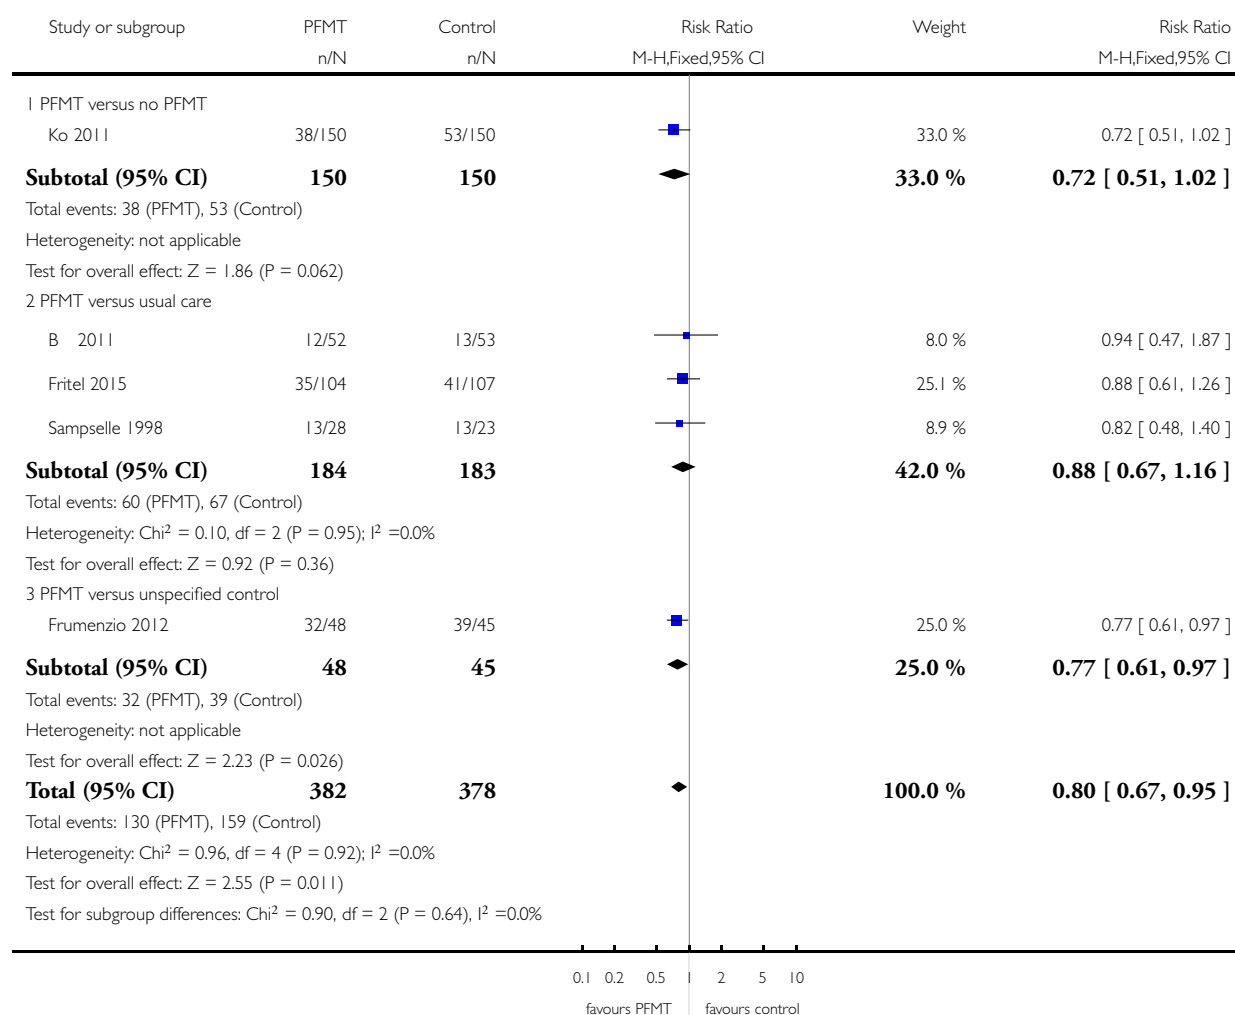 Study or subgroup PFMT Control Risk Ratio Weight Risk Ratio
n/N n/N M-H,Fixed,95% CI M-H,Fixed,95% CI
1 PFMT versus no PFMT
Ko 2011 38/150 53/150 33.0 % 0.72 [ 0.51, 1.02 ]
Subtotal (95% CI) 150 150 33.0 % 0.72 [ 0.51, 1.02 ]
Total events: 38 (PFMT), 53 (Control)
Heterogeneity: not applicable
Test for overall effect: Z = 1.86 (P = 0.062)
2 PFMT versus usual care
B 2011 12/52 13/53 8.0 % 0.94 [ 0.47, 1.87 ]
Fritel 2015 35/104 41/107 25.1 % 0.88 [ 0.61, 1.26 ]
Sampselle 1998 13/28 13/23 8.9 % 0.82 [ 0.48, 1.40 ]
Subtotal (95% CI) 184 183 42.0 % 0.88 [ 0.67, 1.16 ]
Total events: 60 (PFMT), 67 (Control)
Heterogeneity: Chi² = 0.10, df = 2 (P = 0.95); I² =0.0%
Test for overall effect: Z = 0.92 (P = 0.36)
3 PFMT versus unspecified control
Frumenzio 2012 32/48 39/45 25.0 % 0.77 [ 0.61, 0.97 ]
Subtotal (95% CI) 48 45 25.0 % 0.77 [ 0.61, 0.97 ]
Total events: 32 (PFMT), 39 (Control)
Heterogeneity: not applicable
Test for overall effect: Z = 2.23 (P = 0.026)
Total (95% CI) 382 378 100.0 % 0.80 [ 0.67, 0.95 ]
Total events: 130 (PFMT), 159 (Control)
Heterogeneity: Chi² = 0.96, df = 4 (P = 0.92); I² =0.0%
Test for overall effect: Z = 2.55 (P = 0.011)
Test for subgroup differences: Chi² = 0.90, df = 2 (P = 0.64), I² =0.0%
0.1 0.2 0.5 1 2 5 10
favours PFMT favours control